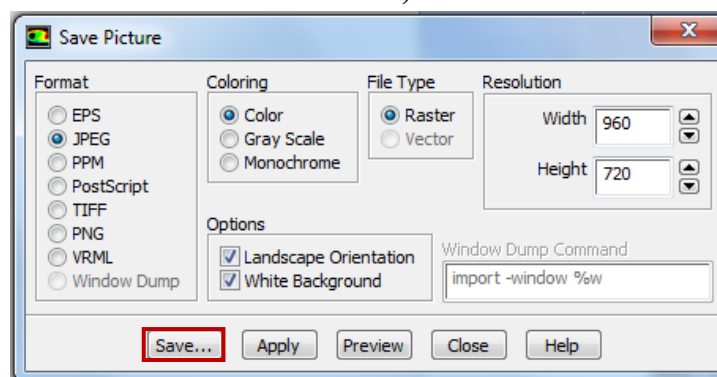 Save Picture
Format
EPS
JPEG
PPM
PostScript
TIFF
PNG
VRML
Window Dump
Coloring
Color
Gray Scale
Monochrome
File Type
Raster
Vector
Resolution
Width 960
Height 720
Options
Landscape Orientation
White Background
Window Dump Command
import -window %w
Save... Apply Preview Close Help